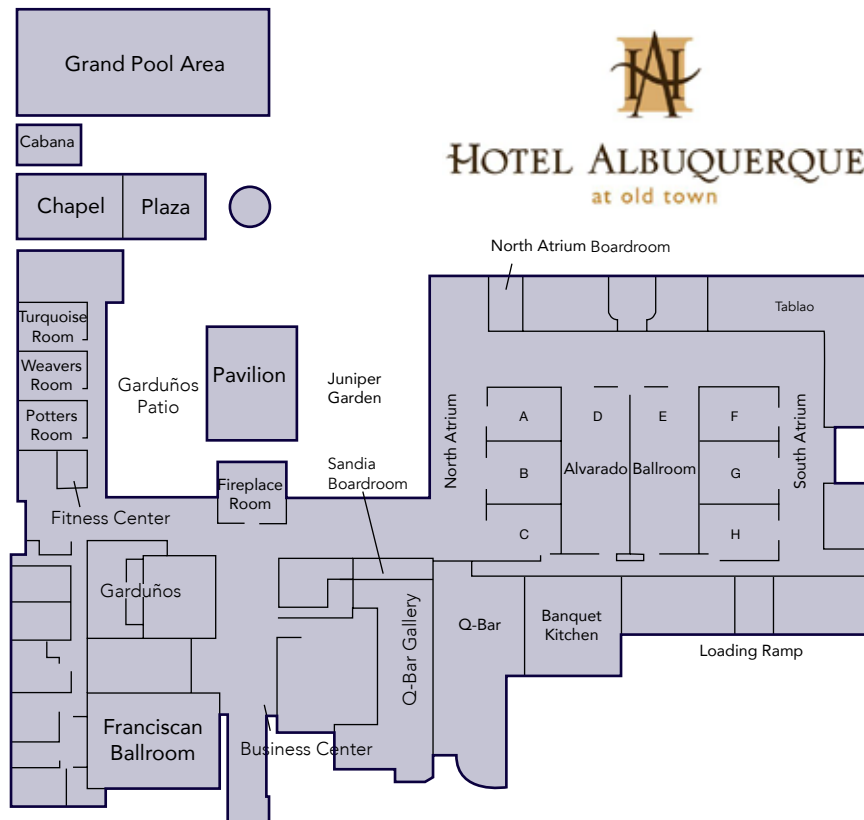 Grand Pool Area
Cabana
Chapel
Plaza
HOTEL ALBUQUERQUE
at old town
North Atrium Boardroom
Tablao
Turquoise
Room
Weavers
Room
Potters
Room
Garduños
Patio
Pavilion
Juniper
Garden
North Atrium
A
B
C
D
E
Alvarado
Ballroom
F
G
H
South Atrium
Fitness Center
Fireplace
Room
Sandia
Boardroom
Garduños
Q-Bar Gallery
Q-Bar
Banquet
Kitchen
Loading Ramp
Franciscan
Ballroom
Business Center